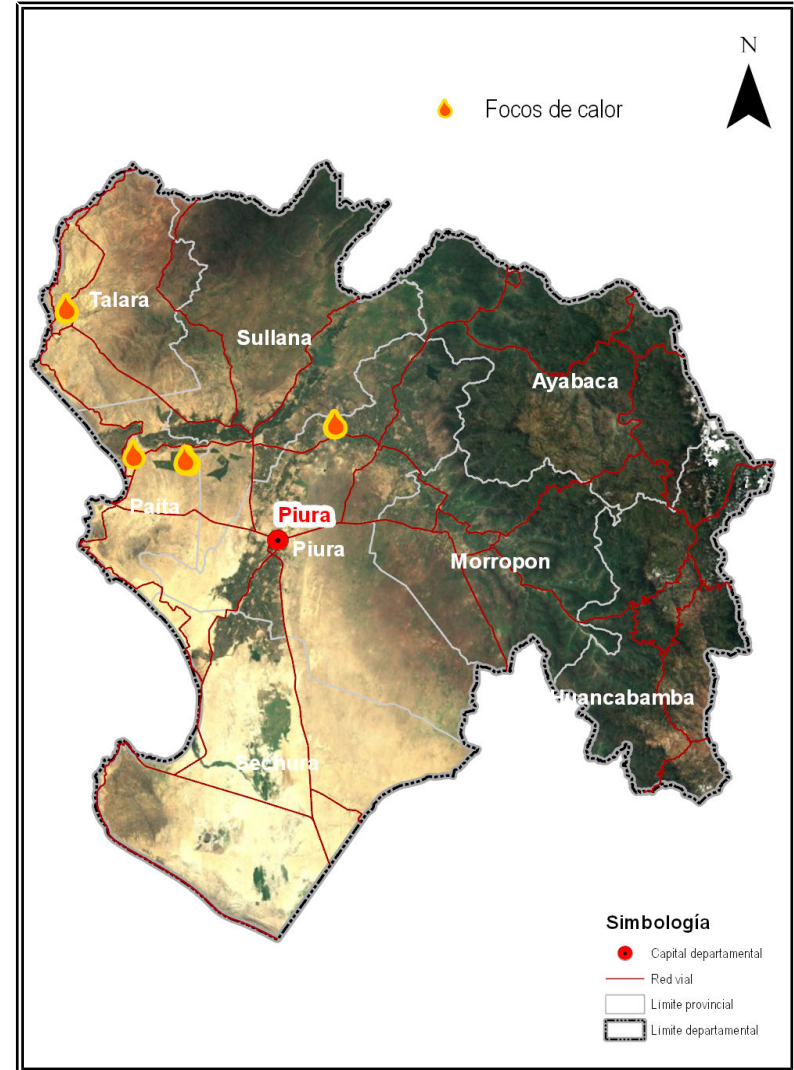 N
Focos de calor
Talara
Sullana
Ayabaca
Paita
Piura
Piura
Morropon
Huancabamba
Sechura
Simbología
Capital departamental
Red vial
Límite provincial
Límite departamental